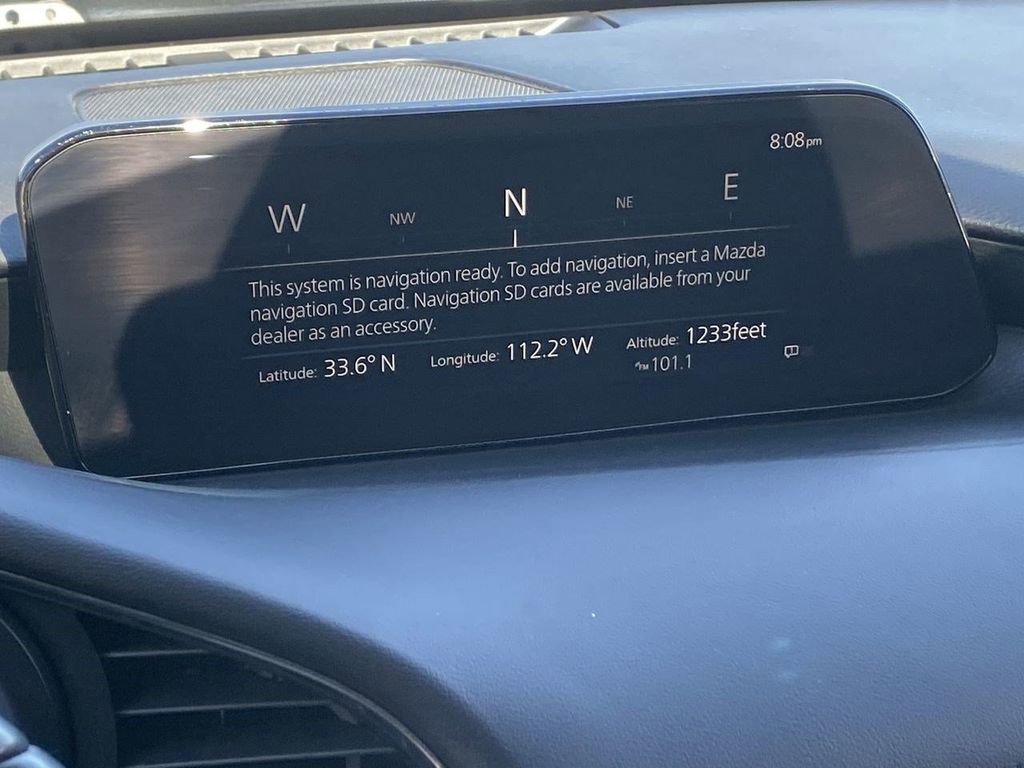 8:08pm
W NW N NE E
This system is navigation ready. To add navigation, insert a Mazda
navigation SD card. Navigation SD cards are available from your
dealer as an accessory.
Latitude: 33.6° N Longitude: 112.2° W Altitude: 1233feet
FM 101.1